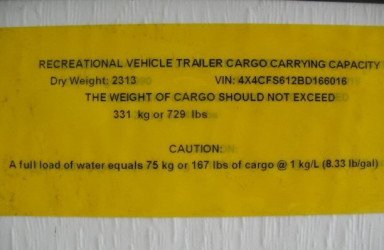 RECREATIONAL VEHICLE TRAILER CARGO CARRYING CAPACITY
Dry Weight: 2313 VIN: 4X4CFS612BD166016
THE WEIGHT OF CARGO SHOULD NOT EXCEED
331 kg or 729 lbs
CAUTION:
A full load of water equals 75 kg or 167 lbs of cargo @ 1 kg/L (8.33 lb/gal)